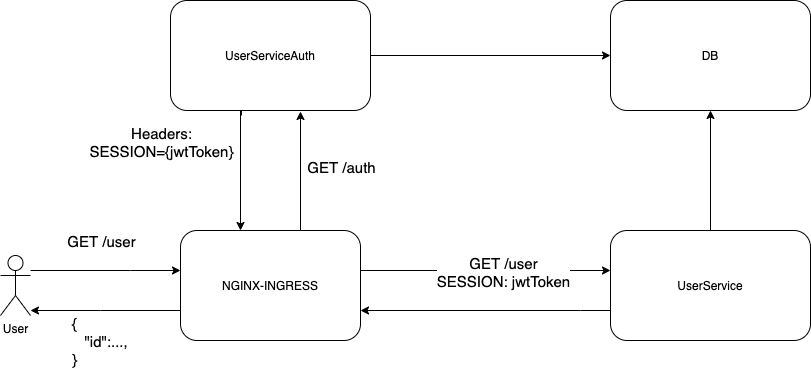 UserServiceAuth
DB
Headers:
SESSION={jwtToken}
GET /auth
GET /user
NGINX-INGRESS
GET /user
SESSION: jwtToken
UserService
User
{
"id":...,
}